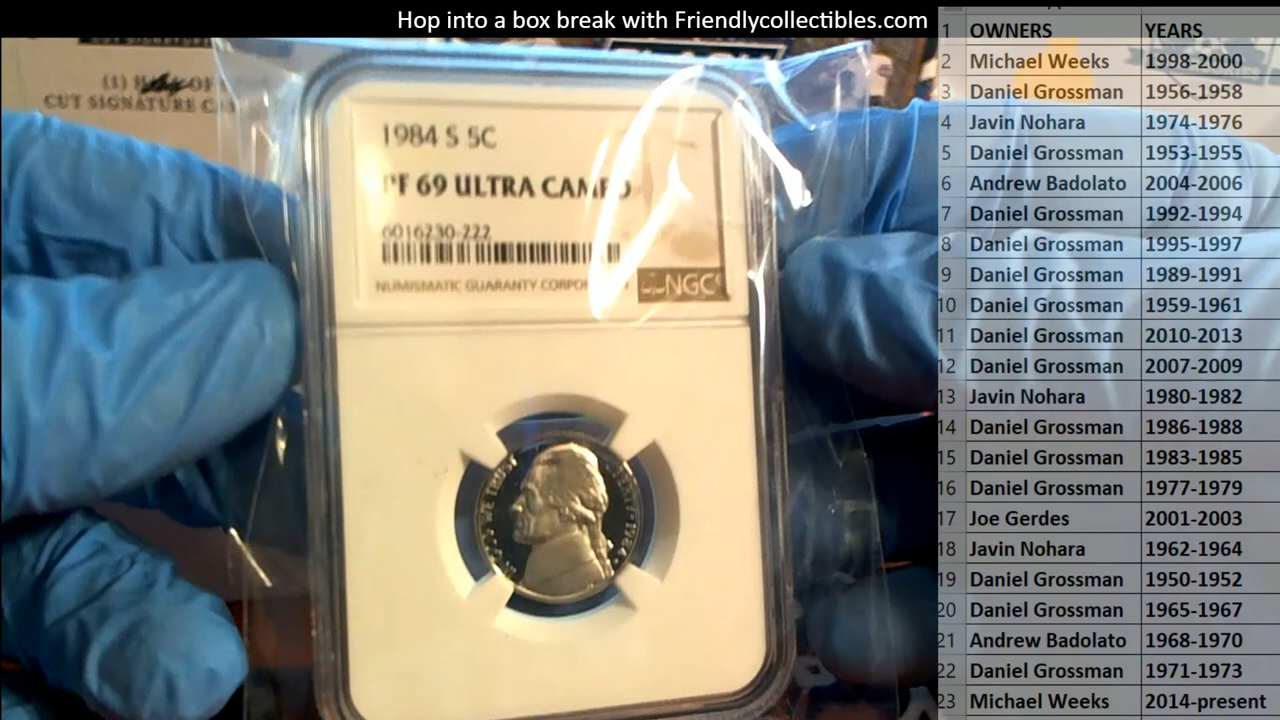 Hop into a box break with Friendlycollectibles.com
(1)
OF
CUT SIGNATURE
1984 S 5C
PF 69 ULTRA CAMEO
6016230-222
NUMISMATIC GUARANTY
NGC
1 OWNERS YEARS
2 Michael Weeks 1998-2000
3 Daniel Grossman 1956-1958
4 Javin Nohara 1974-1976
5 Daniel Grossman 1953-1955
6 Andrew Badolato 2004-2006
7 Daniel Grossman 1992-1994
8 Daniel Grossman 1995-1997
9 Daniel Grossman 1989-1991
10 Daniel Grossman 1959-1961
11 Daniel Grossman 2010-2013
12 Daniel Grossman 2007-2009
13 Javin Nohara 1980-1982
14 Daniel Grossman 1986-1988
15 Daniel Grossman 1983-1985
16 Daniel Grossman 1977-1979
17 Joe Gerdes 2001-2003
18 Javin Nohara 1962-1964
19 Daniel Grossman 1950-1952
20 Daniel Grossman 1965-1967
21 Andrew Badolato 1968-1970
22 Daniel Grossman 1971-1973
23 Michael Weeks 2014-present